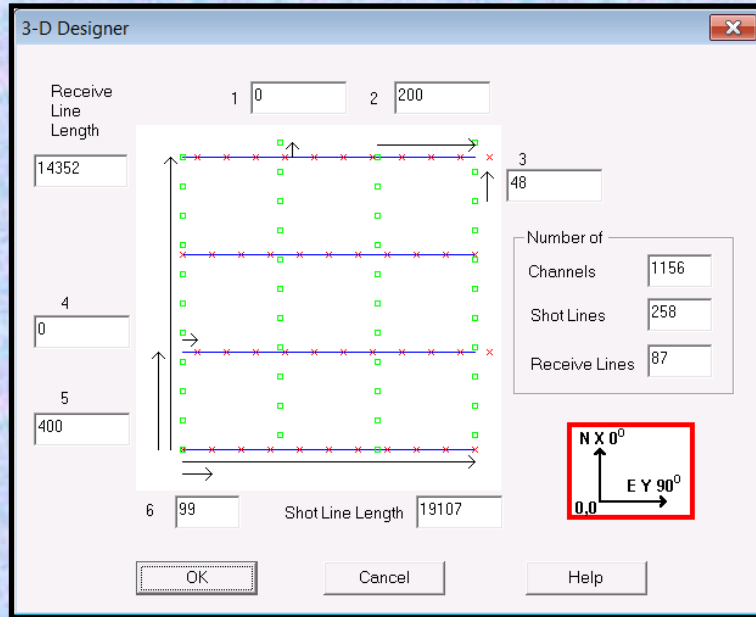 3-D Designer
Receive
Line
Length
1 0 2 200
14352
3
48
Number of
Channels 1156
Shot Lines 258
Receive Lines 87
4
0
5
400
N X 0⁰
E Y 90⁰
0,0
6 99 Shot Line Length 19107
OK Cancel Help